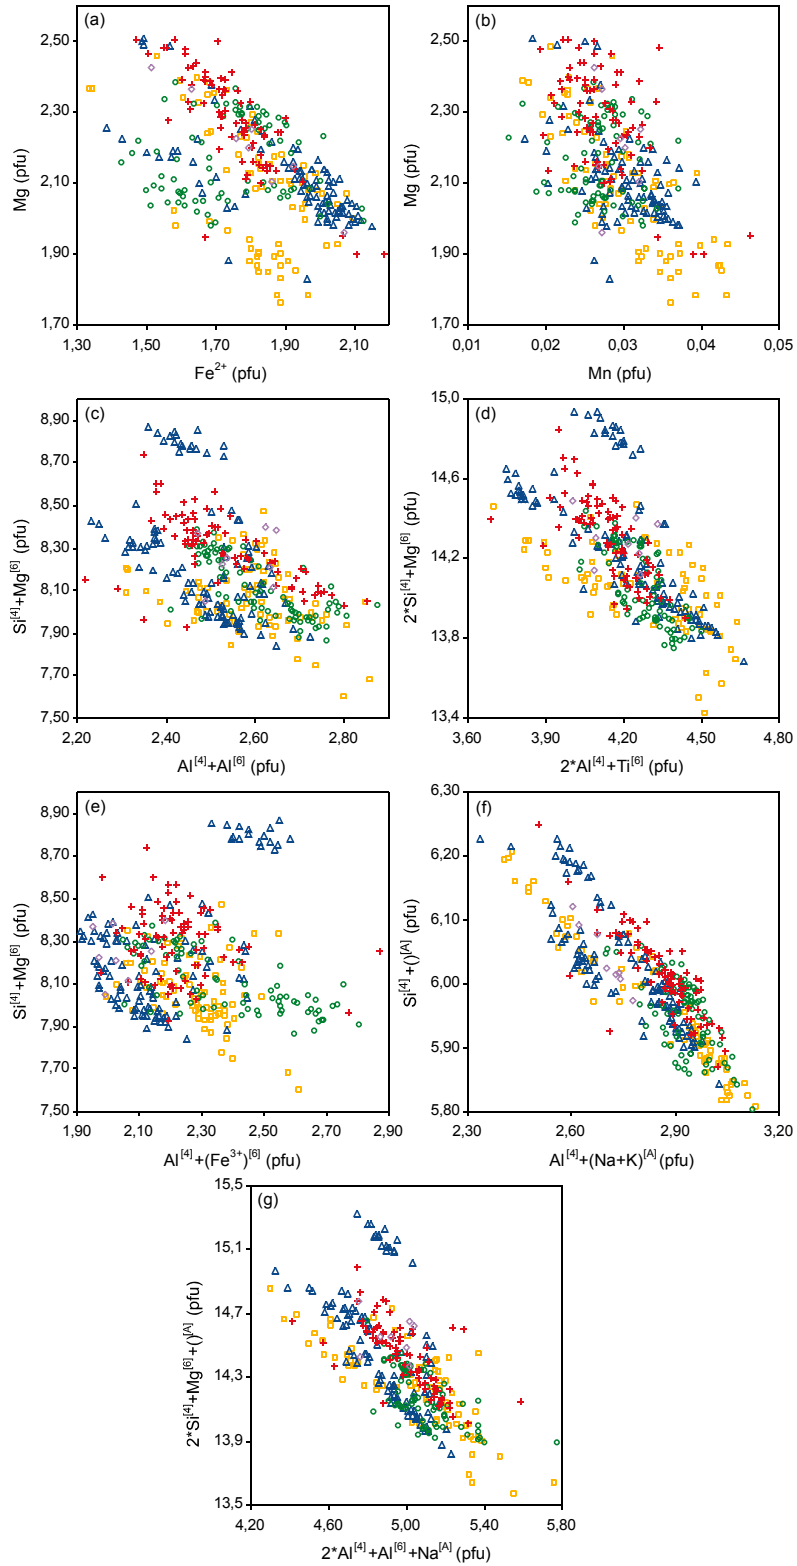 (a)
2,50
2,30
2,10
1,90
1,70
Mg (pfu)
1,30 1,50 1,70 1,90 2,10
Fe2+ (pfu)
(b)
2,50
2,30
2,10
1,90
1,70
Mg (pfu)
0,01 0,02 0,03 0,04 0,05
Mn (pfu)
(c)
8,90
8,70
8,50
8,30
8,10
7,90
7,70
7,50
Si[4]+Mg[6] (pfu)
2,20 2,40 2,60 2,80
Al[4]+Al[6] (pfu)
(d)
15,0
14,6
14,2
13,8
13,4
2*Si[4]+Mg[6] (pfu)
3,60 3,90 4,20 4,50 4,80
2*Al[4]+Ti[6] (pfu)
(e)
8,90
8,70
8,50
8,30
8,10
7,90
7,70
7,50
Si[4]+Mg[6] (pfu)
1,90 2,10 2,30 2,50 2,70 2,90
Al[4]+(Fe3+)[6] (pfu)
(f)
6,30
6,20
6,10
6,00
5,90
5,80
Si[4]+()[A] (pfu)
2,30 2,60 2,90 3,20
Al[4]+(Na+K)[A] (pfu)
(g)
15,5
15,1
14,7
14,3
13,9
13,5
2*Si[4]+Mg[6]+()[A] (pfu)
4,20 4,60 5,00 5,40 5,80
2*Al[4]+Al[6]+Na[A] (pfu)